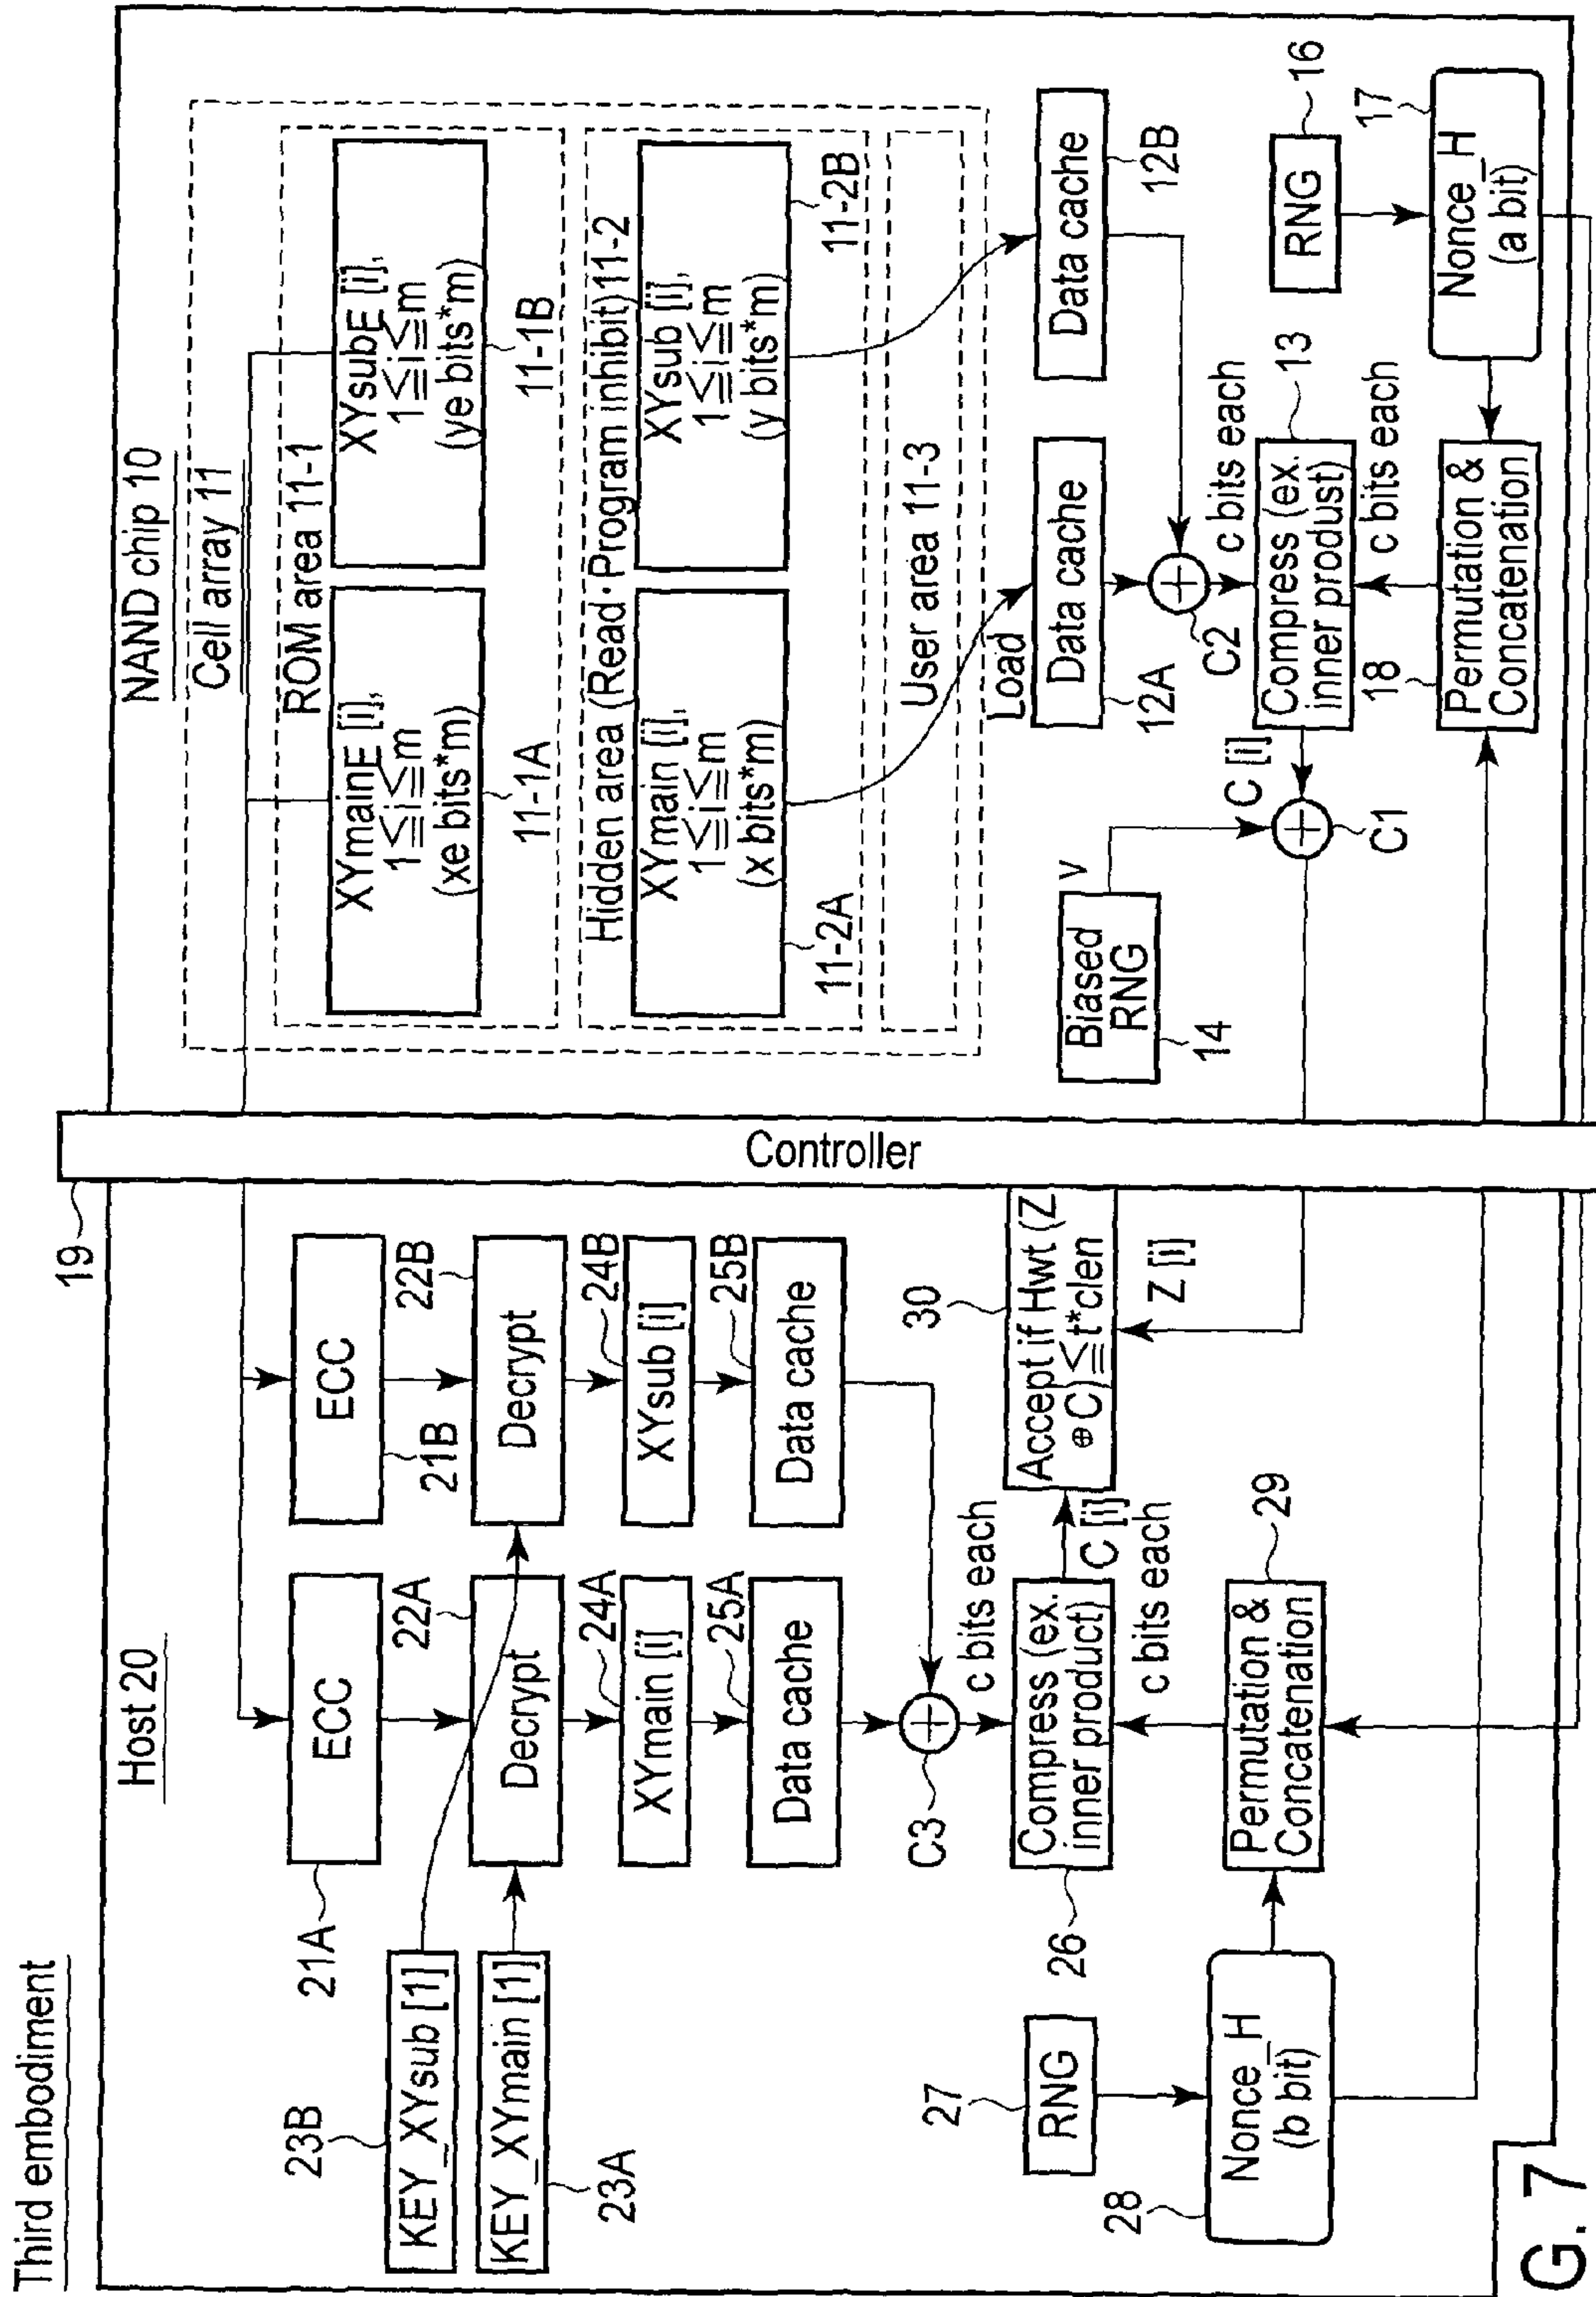 Third embodiment
Host 20
19
21A
ECC
21B
ECC
23B
KEY_XYsub [1]
KEY_XYmain [1]
23A
22A
Decrypt
22B
Decrypt
24A
XYmain [i]
24B
XYsub [i]
25A
Data cache
25B
Data cache
C3
c bits each
26
Compress (ex.
inner product)
C [i]
c bits each
30
Accept if Hwt (Z
⊕C)≦t*clen
Z [i]
27
RNG
28
Nonce_H
(b bit)
Permutation &
Concatenation
29
Controller
NAND chip 10
Cell array 11
ROM area 11-1
XYmainE [i],
1≦i≦m
(xe bits*m)
11-1A
XYsubE [i],
1≦i≦m
(ye bits*m)
11-1B
Hidden area (Read·Program inhibit) 11-2
XYmain [i],
1≦i≦m
(x bits*m)
11-2A
XYsub [i],
1≦i≦m
(y bits*m)
11-2B
User area 11-3
Load
Data cache
12A
Data cache
12B
Biased
RNG
14
v
C2
c bits each
C1
C [i]
Compress (ex.
inner produst)
13
c bits each
18
Permutation &
Concatenation
RNG
16
Nonce_H
(a bit)
17
G. 7